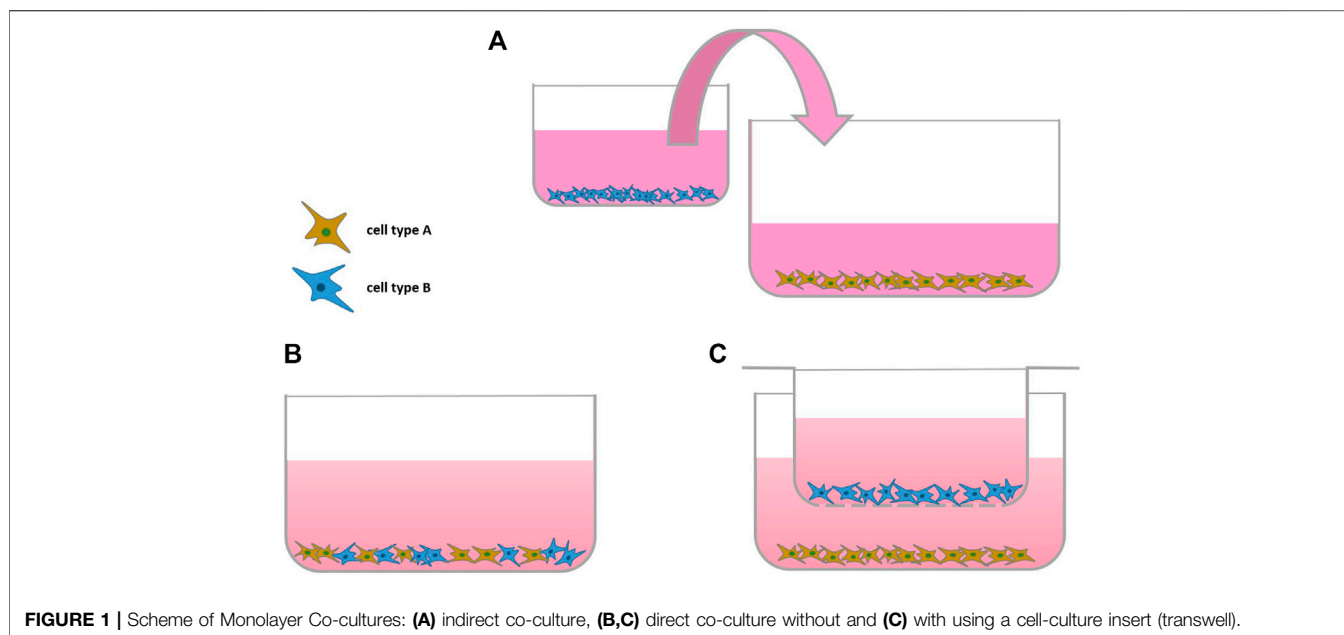 A
cell type A
cell type B
B
C
FIGURE 1 | Scheme of Monolayer Co-cultures: (A) indirect co-culture, (B,C) direct co-culture without and (C) with using a cell-culture insert (transwell).